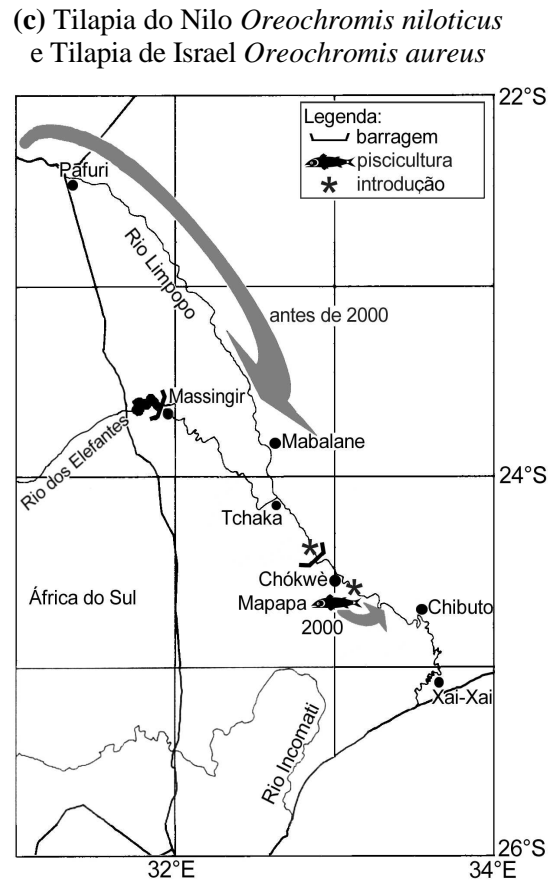 (c) Tilapia do Nilo Oreochromis niloticus
e Tilapia de Israel Oreochromis aureus
22°S
Legenda:
barragem
piscicultura
introdução
Pafuri
Rio Limpopo
antes de 2000
Massingir
Rio dos Elefantes
Mabalane
24°S
Tchaka
Chókwè
África do Sul
Mapapa
Chibuto
2000
Xai-Xai
Rio Incomati
26°S
32°E
34°E